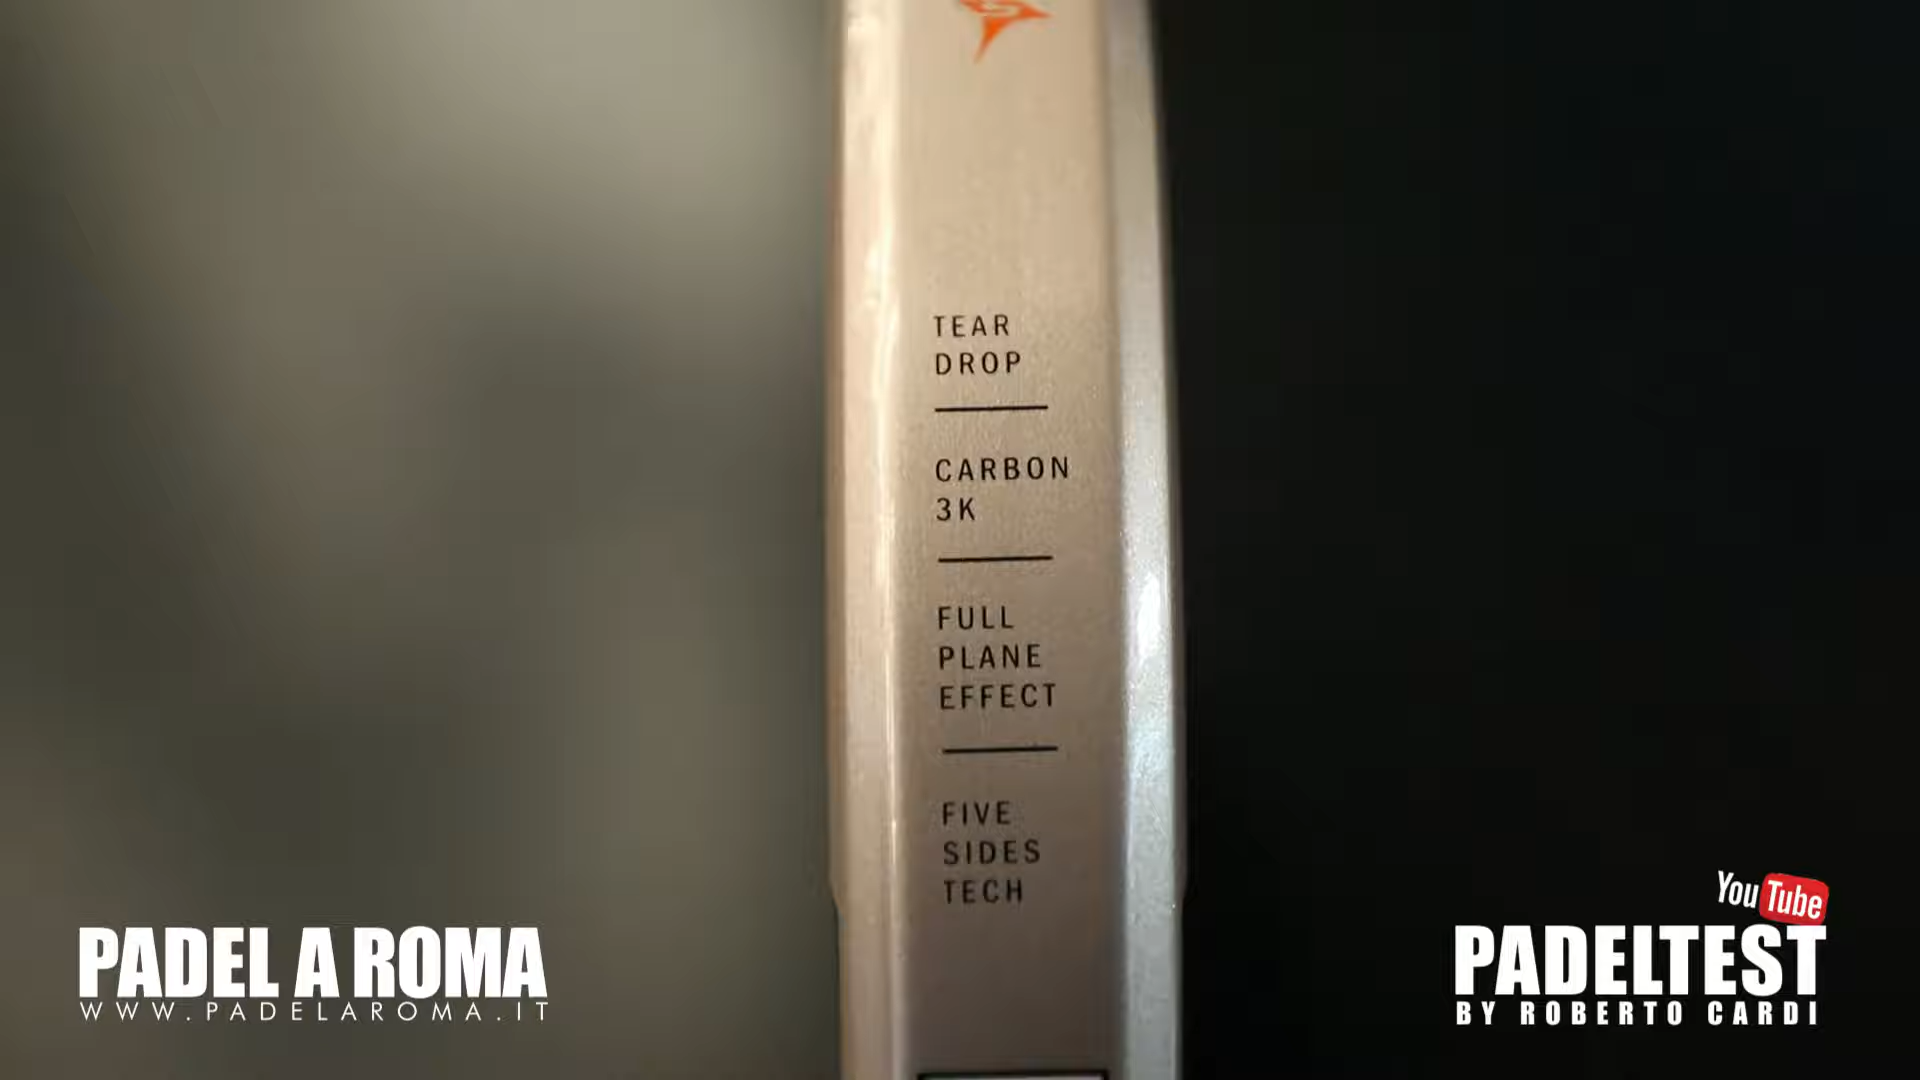 TEAR
DROP
CARBON
3K
FULL
PLANE
EFFECT
FIVE
SIDES
TECH
PADEL A ROMA
WWW.PADELAROMA.IT
YouTube
PADELTEST
BY ROBERTO CARDI